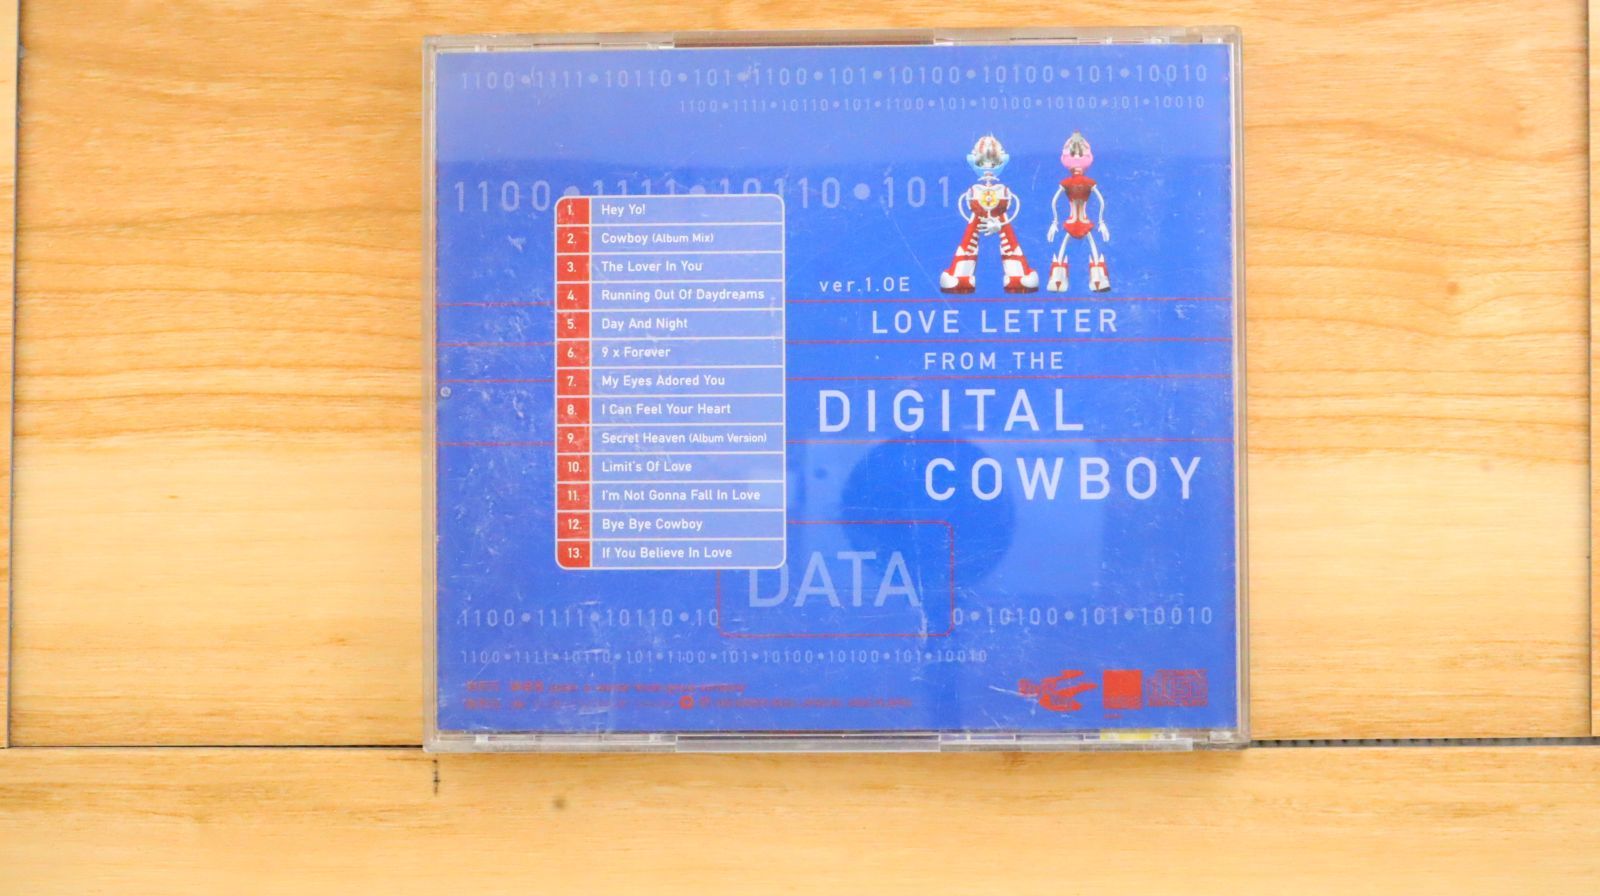 1100•1111•10110•101•1100•101•10100•10100•101•10010
1100•1111•10110•101•1100•101•10100•10100•101•10010
1100•1111•10110•101
1. Hey Yo!
2. Cowboy (Album Mix)
3. The Lover In You
4. Running Out Of Daydreams
5. Day And Night
6. 9 x Forever
7. My Eyes Adored You
8. I Can Feel Your Heart
9. Secret Heaven (Album Version)
10. Limit's Of Love
11. I'm Not Gonna Fall In Love
12. Bye Bye Cowboy
13. If You Believe In Love
ver.1.0E
LOVE LETTER
FROM THE
DIGITAL
COWBOY
DATA
1100•1111•10110•10
0•10100•101•10010
1100•1111•10110•101•1100•101•10100•10100•101•10010